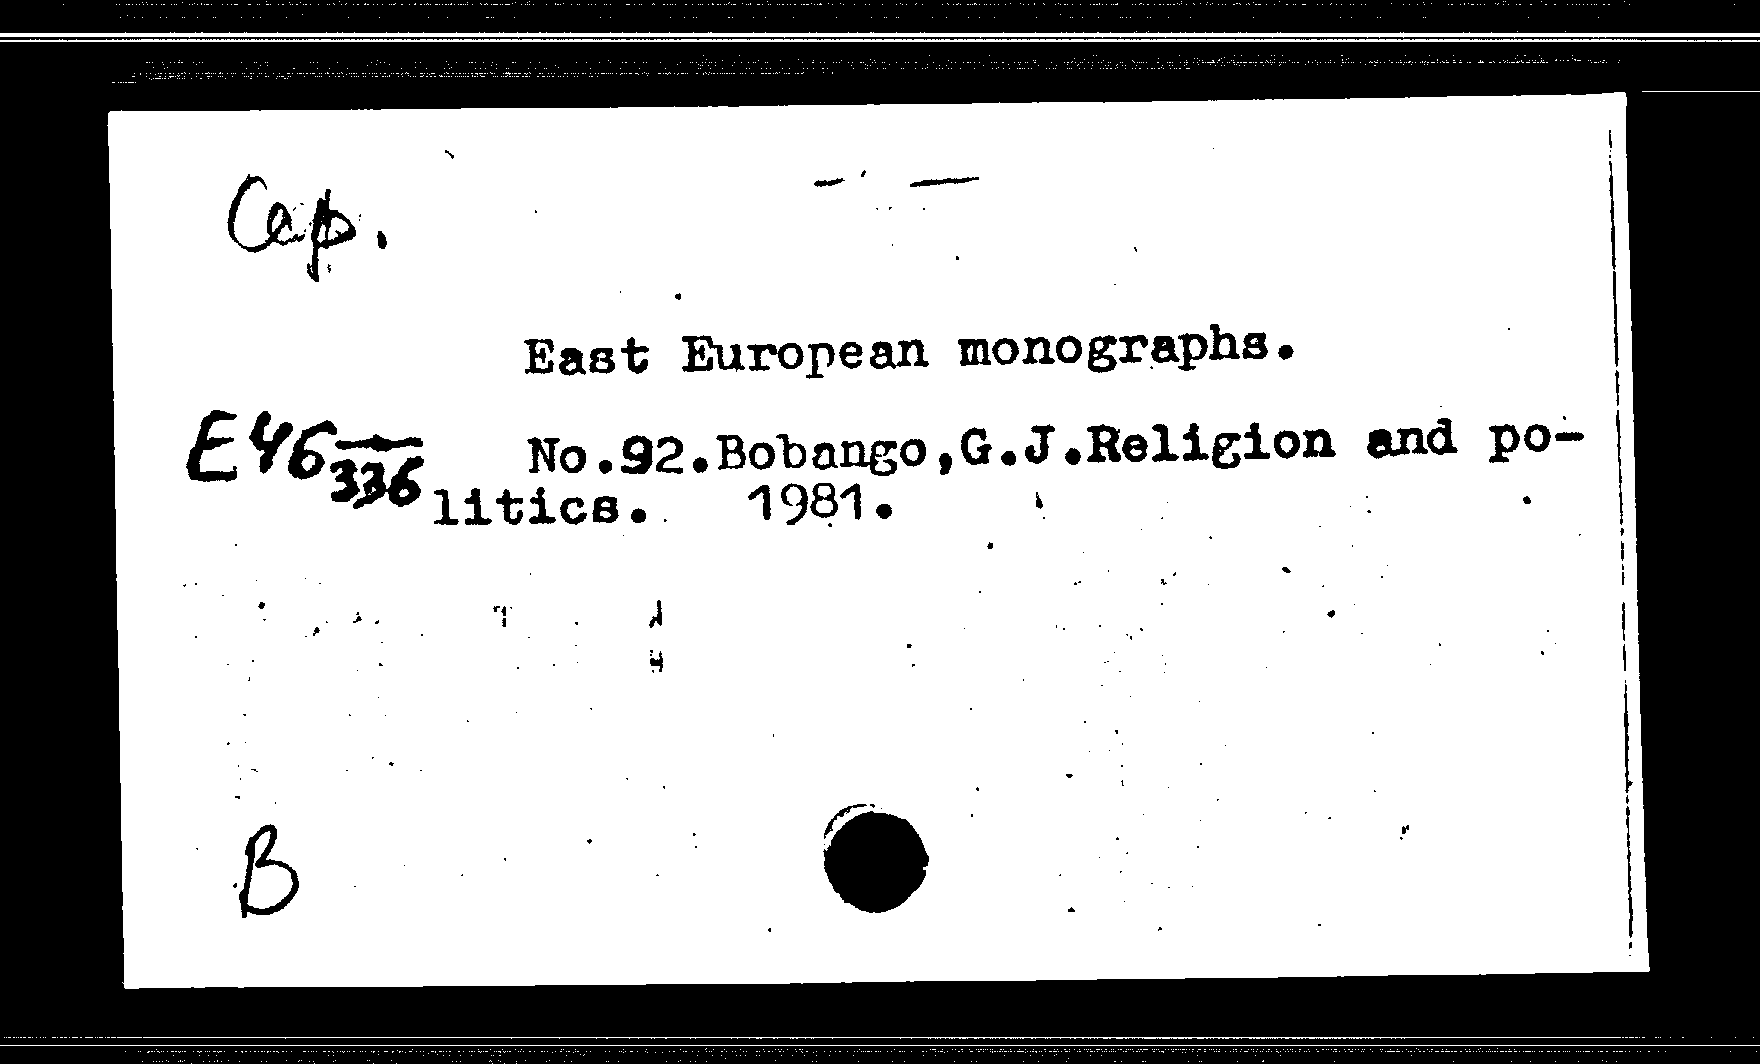 Сер.
East European monographs.
E46/336 No.92.Bobango,G.J.Religion and po-
litics. 1981.
B